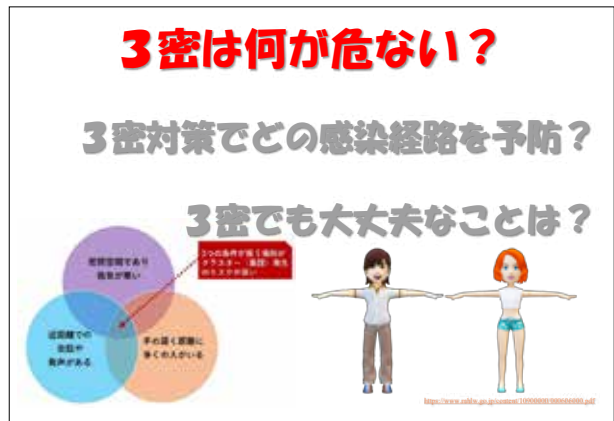 3密は何が危ない？
3密対策でどの感染経路を予防？
3密でも大丈夫なことは？
密閉空間であり
換気が悪い
3つの条件が揃う場所が
クラスター（集団）発生
のリスクが高い
近距離での
会話や
発声がある
手の届く距離に
多くの人がいる